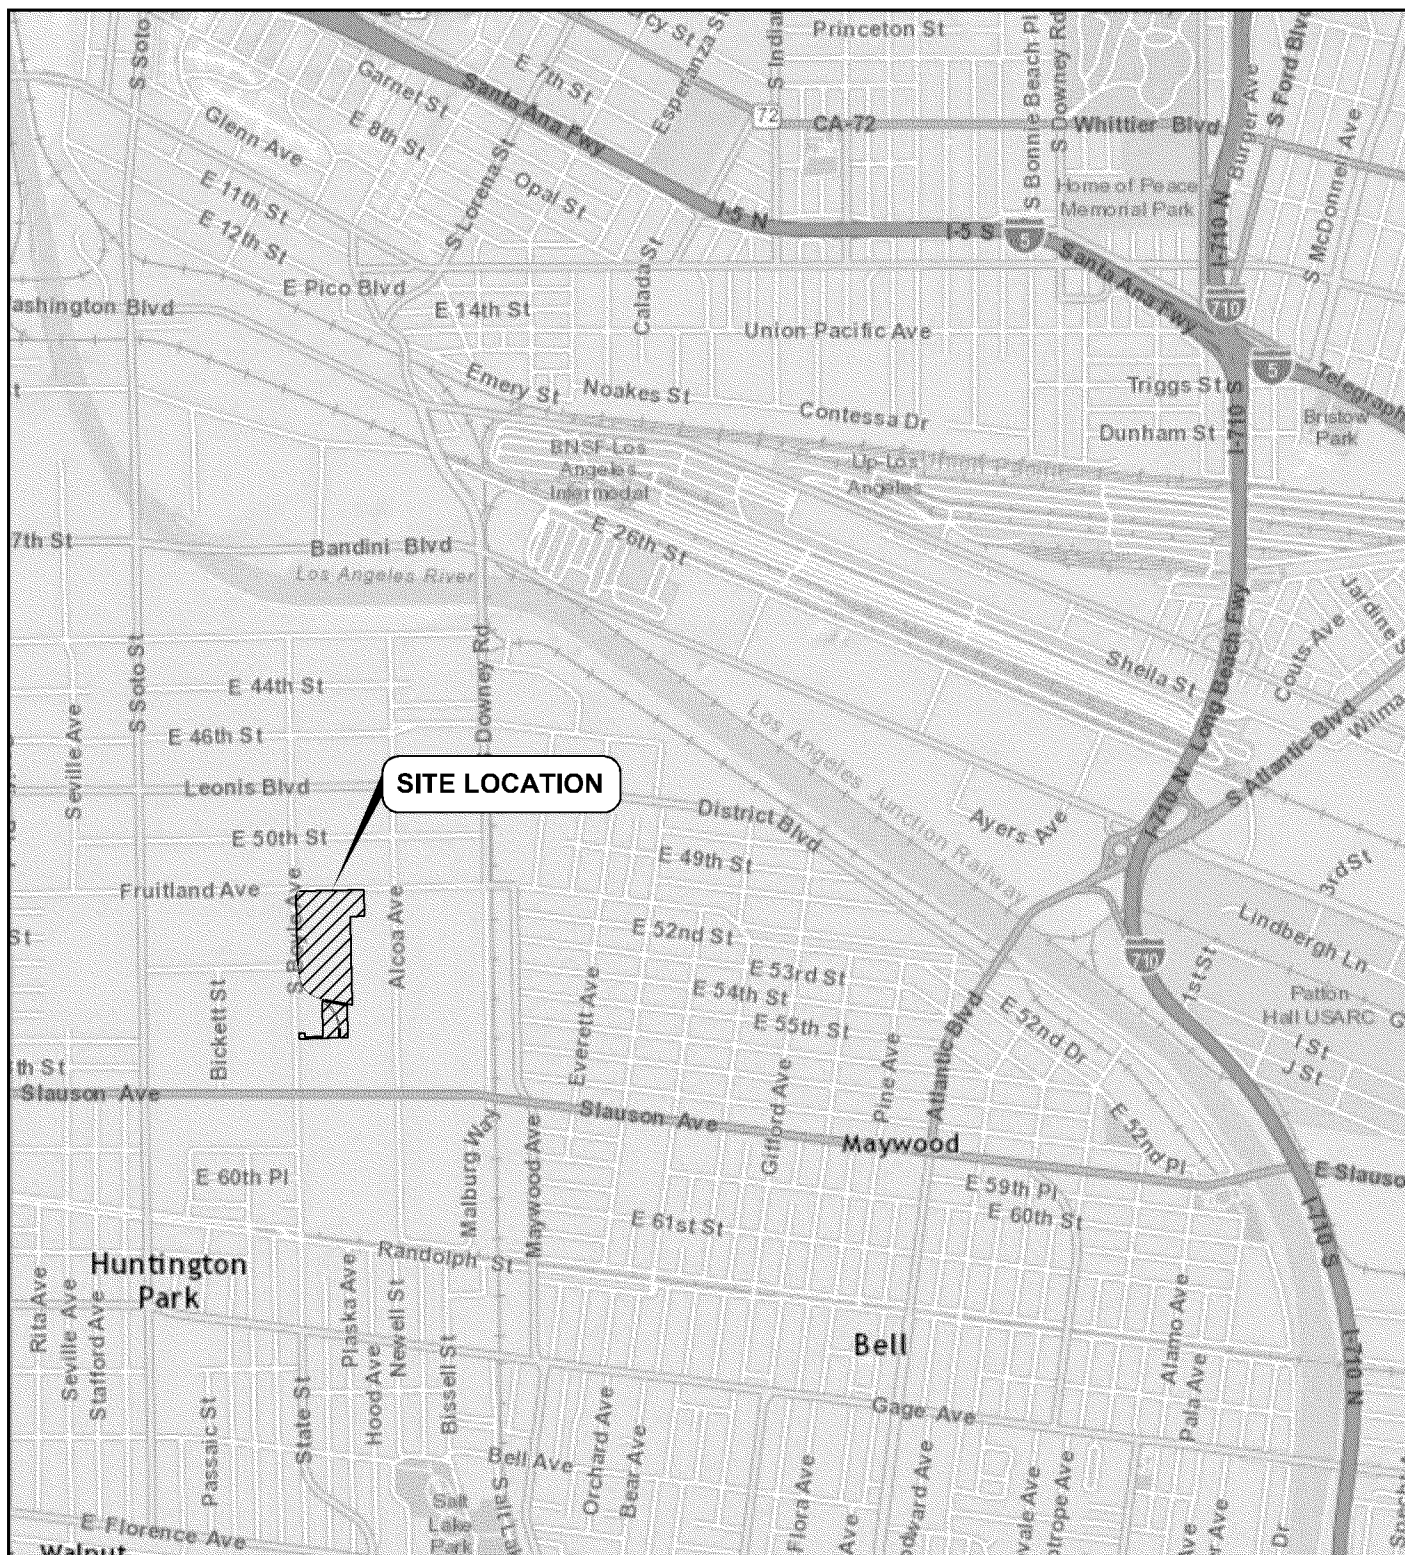 Princeton St
S Soto St
Garnet St
E 7th St
Esperanza St
S Bonnie Beach Pl
S Downey Rd
S Ford Blvd
Santa Ana Fwy
72
CA-72
Whittier Blvd
Burger Ave
Glenn Ave
E 8th St
S McDonnell Ave
E 11th St
S Lorena St
Opal St
Home of Peace
Memorial Park
E 12th St
I-5 N
I-5 S
5
I-710 N
Calada St
Santa Ana Fwy
E Pico Blvd
ashington Blvd
E 14th St
Union Pacific Ave
710
5
Telegraph
Emery St
Noakes St
Contessa Dr
Triggs St
I-710 S
Dunham St
Bristow
Park
BNSF-Los
Angeles
Intermodal
Up-Los
Angeles
E 26th St
7th St
Bandini Blvd
Los Angeles River
Jardine S
Couts Ave
Long Beach Fwy
Sheila St
S Soto St
Downey Rd
E 44th St
Seville Ave
E 46th St
Los Angeles Junction Railway
S Atlantic Blvd
Wilma
SITE LOCATION
Leonis Blvd
I-710 N
District Blvd
Ayers Ave
E 50th St
E 49th St
3rd St
Fruitland Ave
Alcoa Ave
Lindbergh Ln
E 52nd St
710
1st St
E 53rd St
E 54th St
Bickett St
Everett Ave
E 55th St
Atlantic Blvd
E 52nd Dr
Patton
Hall USARC
I St
J St
Pine Ave
Gifford Ave
th St
Slauson Ave
Slauson Ave
Maywood
E 52nd Pl
E Slauso
Malburg Way
Maywood Ave
E 60th Pl
E 59th Pl
E 60th St
E 61st St
I-710 S
Randolph St
Huntington
Park
Rita Ave
Seville Ave
Stafford Ave
Plaska Ave
Newell St
Hood Ave
Bissell St
Bell
Alamo Ave
Pala Ave
I-710 N
Gage Ave
Passaic St
State St
Orchard Ave
Bear Ave
Bell Ave
Flora Ave
Salt
Lake
Park
E Florence Ave
Walnut